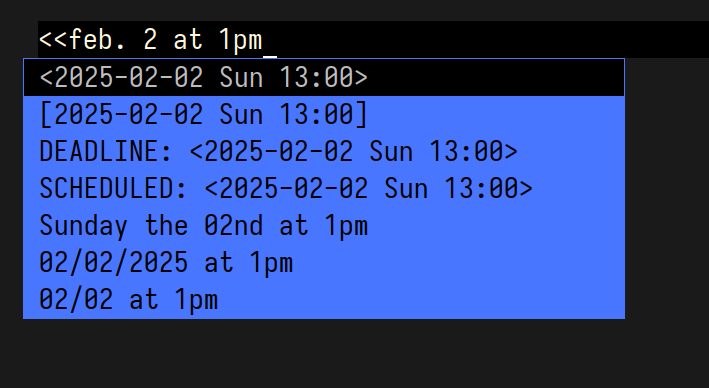 <<feb. 2 at 1pm
<2025-02-02 Sun 13:00>
[2025-02-02 Sun 13:00]
DEADLINE: <2025-02-02 Sun 13:00>
SCHEDULED: <2025-02-02 Sun 13:00>
Sunday the 02nd at 1pm
02/02/2025 at 1pm
02/02 at 1pm